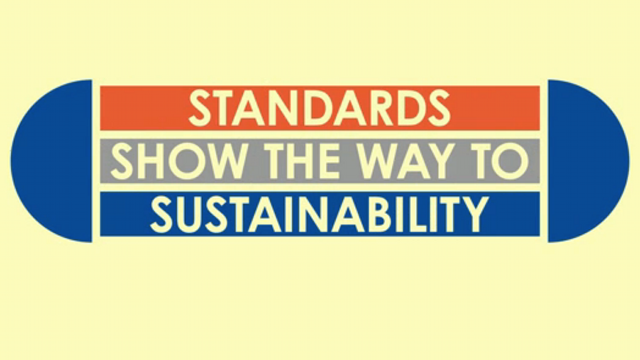 STANDARDS
SHOW THE WAY TO
SUSTAINABILITY